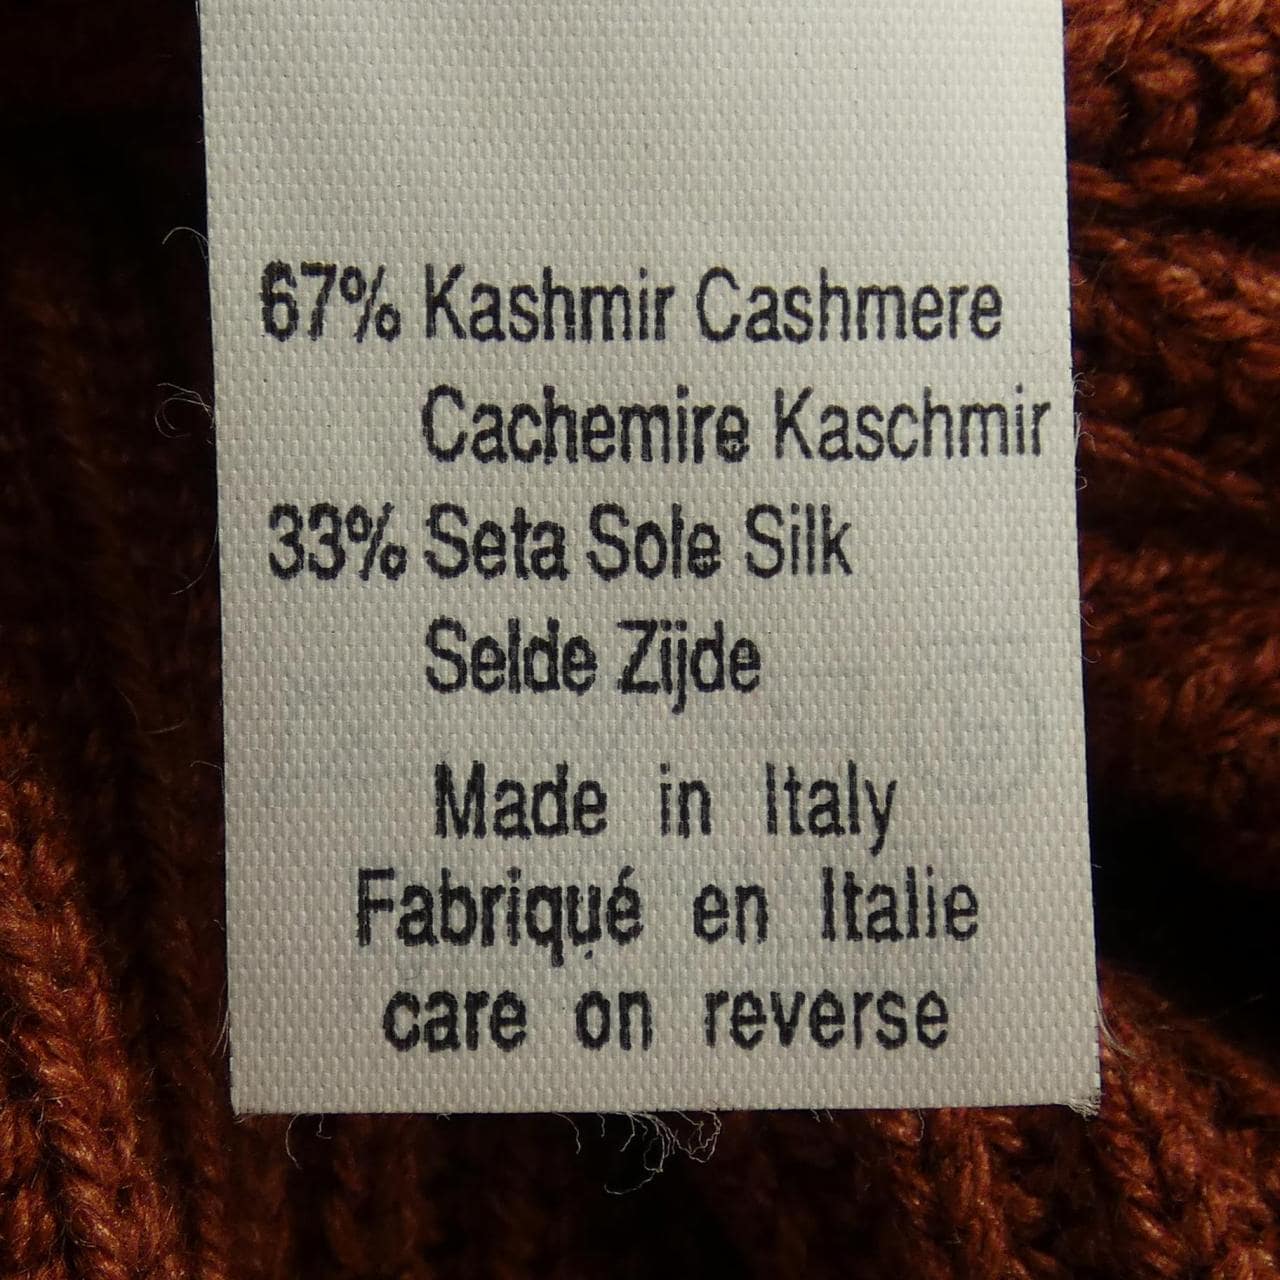 67% Kashmir Cashmere
Cachemire Kaschmir
33% Seta Sole Silk
Selde Zijde
Made in Italy
Fabriqué en Italie
care on reverse